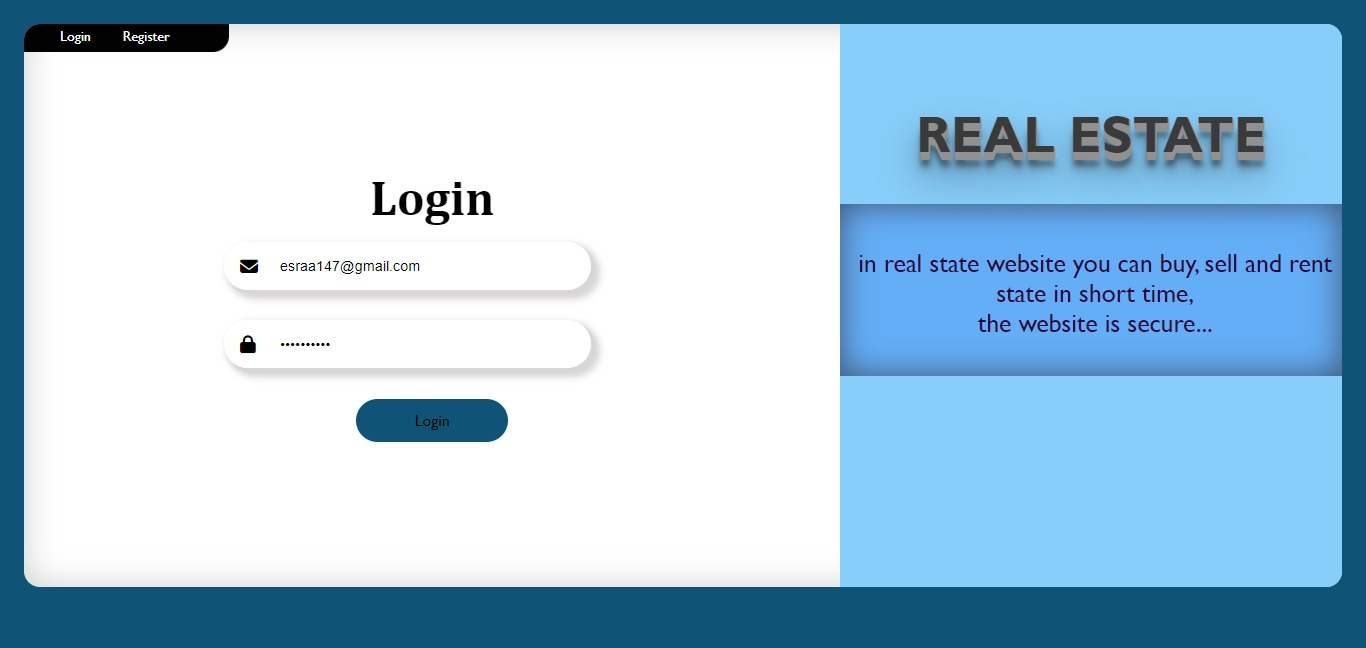 Login Register
Login
esraa147@gmail.com
••••••••••
Login
REAL ESTATE
in real state website you can buy, sell and rent
state in short time,
the website is secure...